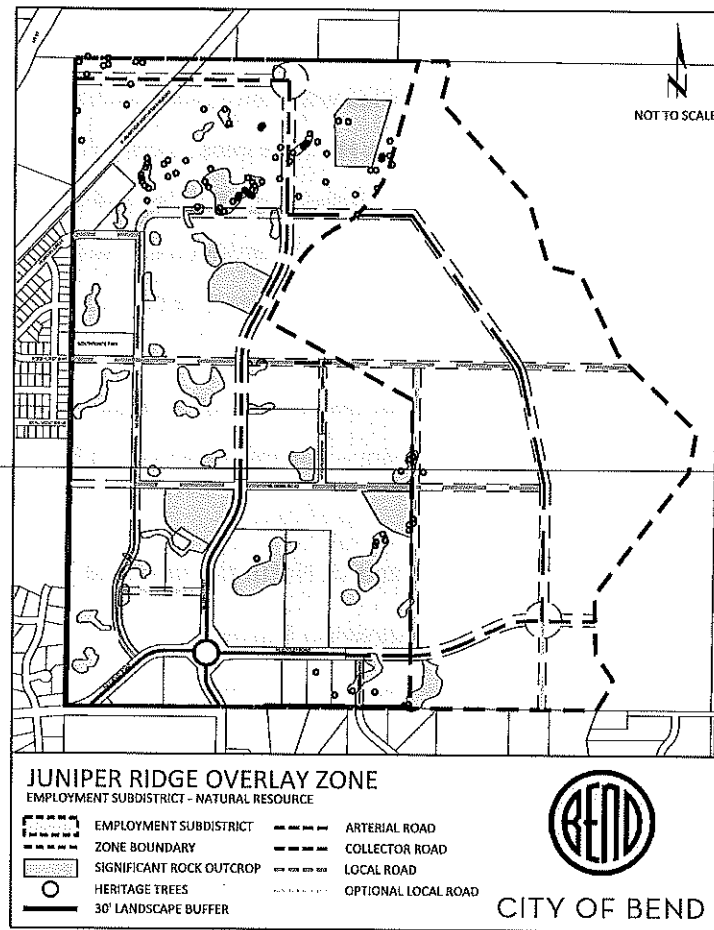 N
NOT TO SCALE
JUNIPER RIDGE OVERLAY ZONE
EMPLOYMENT SUBDISTRICT - NATURAL RESOURCE
EMPLOYMENT SUBDISTRICT
ZONE BOUNDARY
SIGNIFICANT ROCK OUTCROP
HERITAGE TREES
30' LANDSCAPE BUFFER
ARTERIAL ROAD
COLLECTOR ROAD
LOCAL ROAD
OPTIONAL LOCAL ROAD
BEND
CITY OF BEND